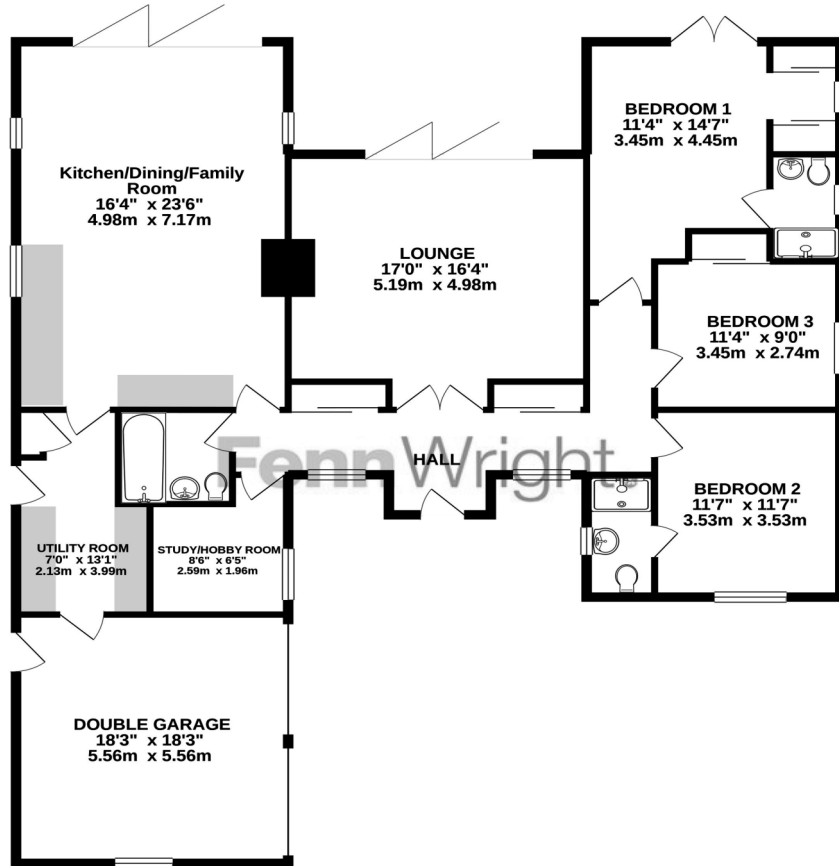 Kitchen/Dining/Family
Room
16'4" x 23'6"
4.98m x 7.17m
LOUNGE
17'0" x 16'4"
5.19m x 4.98m
BEDROOM 1
11'4" x 14'7"
3.45m x 4.45m
BEDROOM 3
11'4" x 9'0"
3.45m x 2.74m
FennWright.
HALL
BEDROOM 2
11'7" x 11'7"
3.53m x 3.53m
UTILITY ROOM
7'0" x 13'1"
2.13m x 3.99m
STUDY/HOBBY ROOM
8'6" x 6'5"
2.59m x 1.96m
DOUBLE GARAGE
18'3" x 18'3"
5.56m x 5.56m